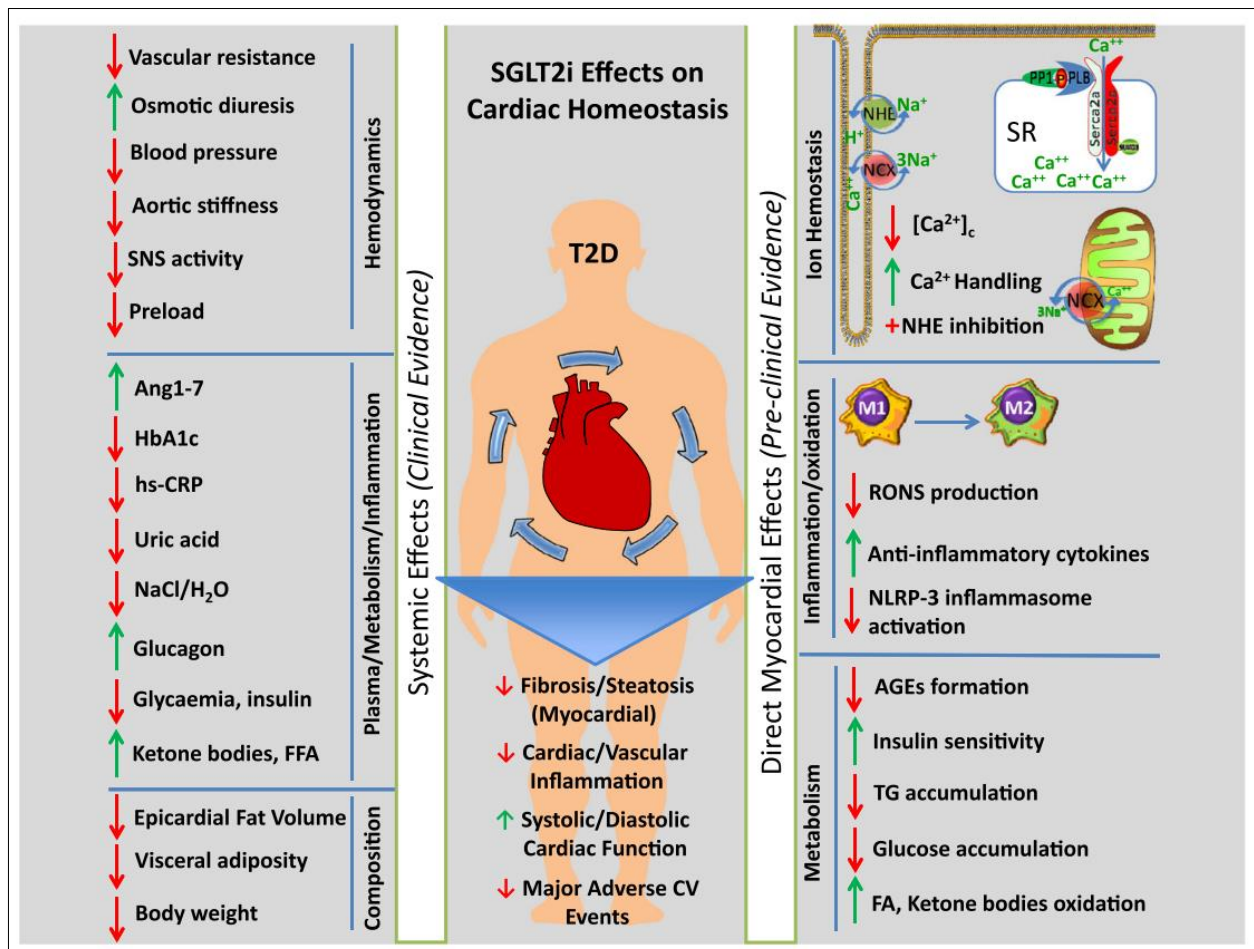 Vascular resistance
Osmotic diuresis
Blood pressure
Aortic stiffness
SNS activity
Preload
Hemodynamics
Ang1-7
HbA1c
hs-CRP
Uric acid
NaCl/H₂O
Glucagon
Glycaemia, insulin
Ketone bodies, FFA
Plasma/Metabolism/Inflammation
Epicardial Fat Volume
Visceral adiposity
Body weight
Composition
Systemic Effects (Clinical Evidence)
SGLT2i Effects on
Cardiac Homeostasis
T2D
Fibrosis/Steatosis
(Myocardial)
Cardiac/Vascular
Inflammation
Systolic/Diastolic
Cardiac Function
Major Adverse CV
Events
Direct Myocardial Effects (Pre-clinical Evidence)
Ion Hemostasis
NHE
Na⁺
H⁺
NCX
3Na⁺
Ca⁺⁺
Ca⁺⁺
PP1
P
PLB
Serca2a
Serca2a
SR
Ca⁺⁺
Ca⁺⁺
Ca⁺⁺ Ca⁺⁺
[Ca²⁺]c
Ca²⁺ Handling
+NHE inhibition
NCX
3Na⁺
Ca⁺⁺
Inflammation/oxidation
M1
M2
RONS production
Anti-inflammatory cytokines
NLRP-3 inflammasome
activation
Metabolism
AGEs formation
Insulin sensitivity
TG accumulation
Glucose accumulation
FA, Ketone bodies oxidation